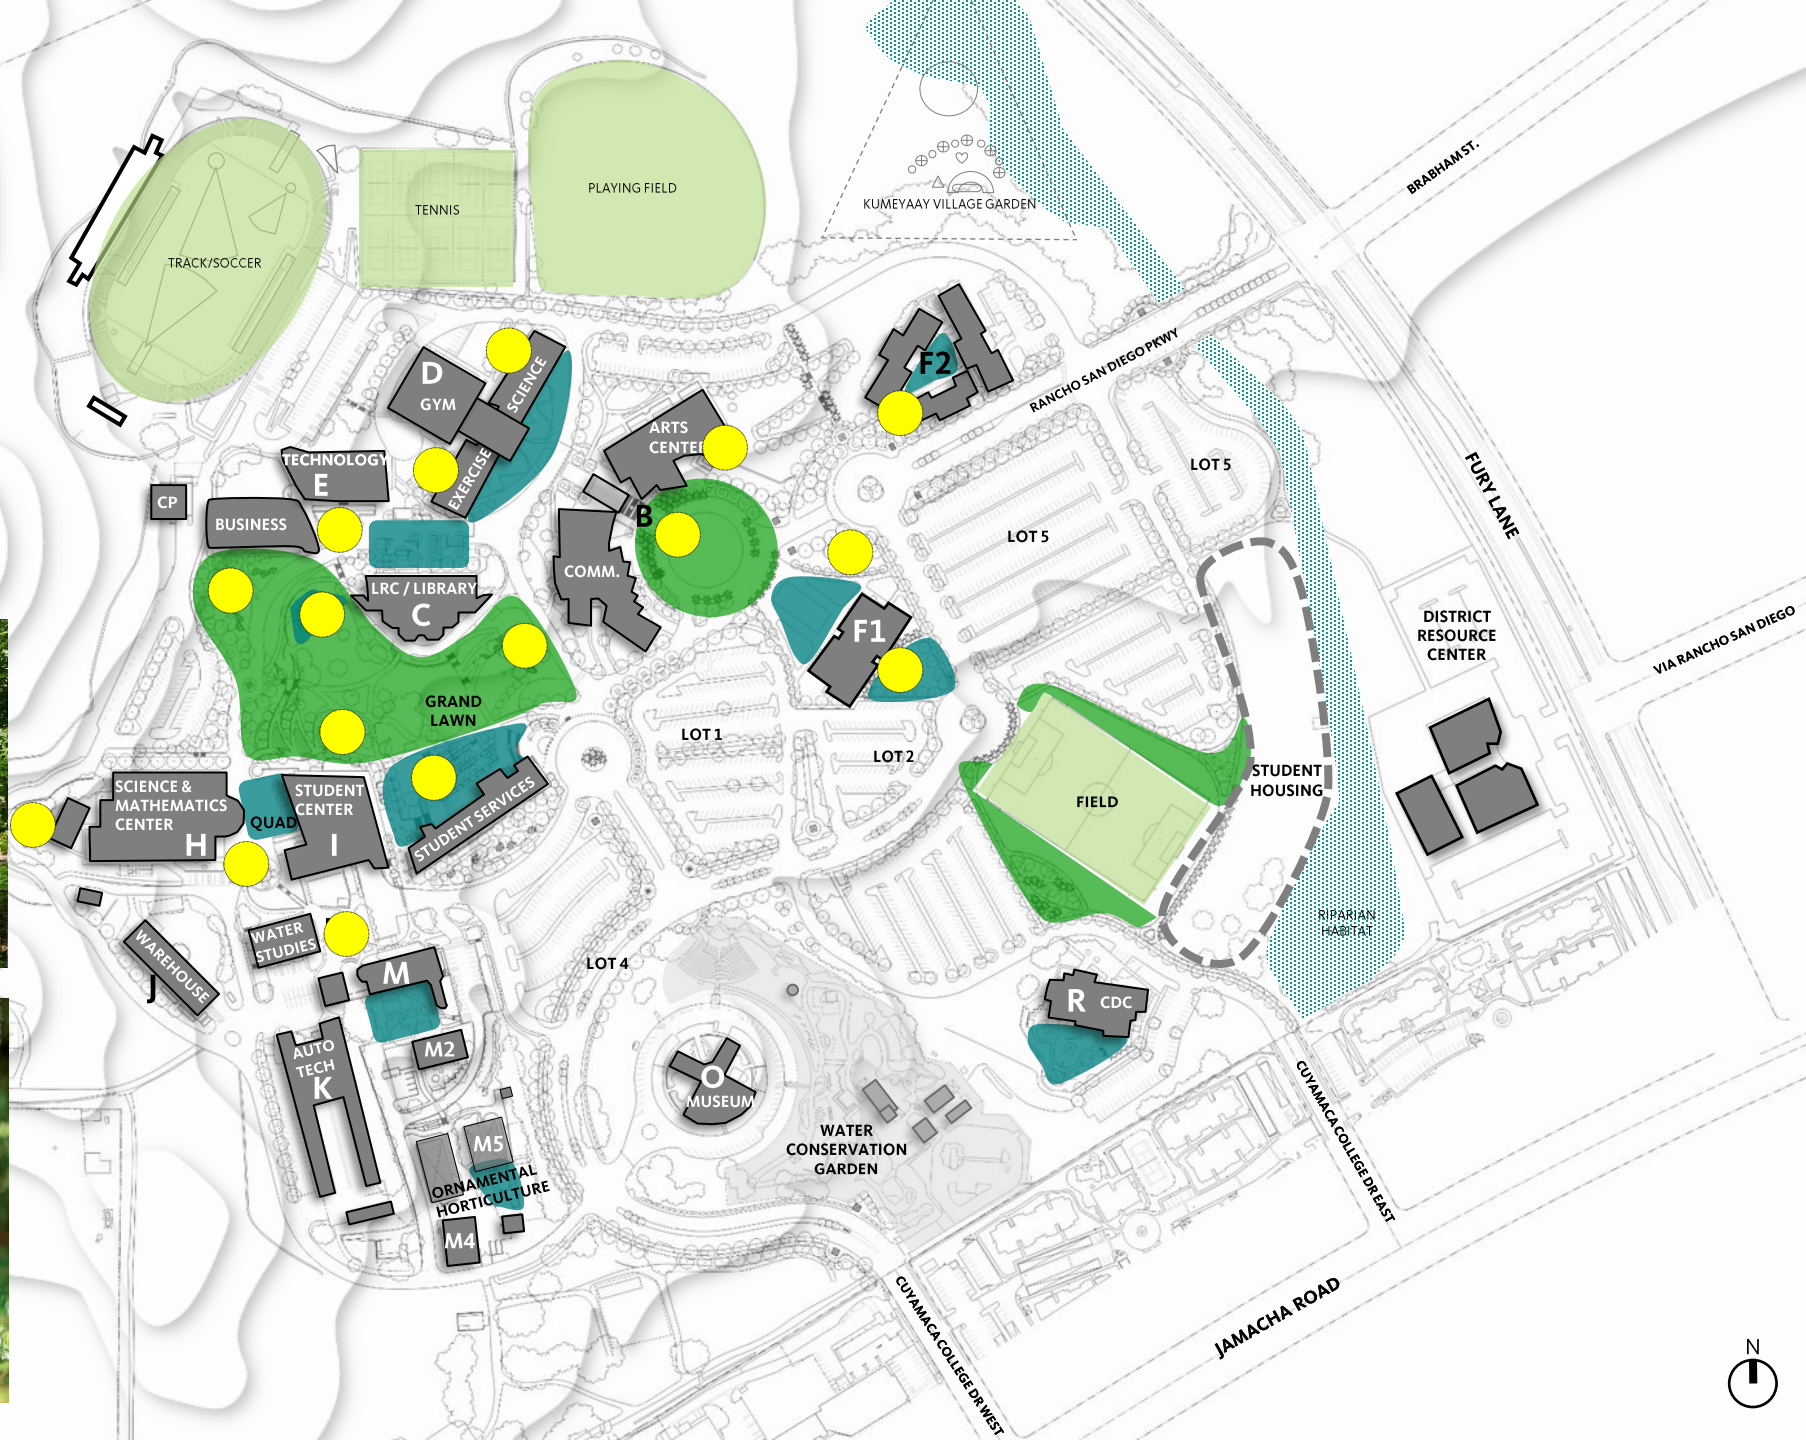 BRABHAM ST.
PLAYING FIELD
KUMEYAAY VILLAGE GARDEN
TENNIS
TRACK/SOCCER
RANCHO SAN DIEGO PKWY
F2
D
GYM
SCIENCE
ARTS
CENTER
LOT 5
FURY LANE
TECHNOLOGY
E
EXERCISE
CP
BUSINESS
B
LOT 5
COMM.
LRC / LIBRARY
C
F1
DISTRICT
RESOURCE
CENTER
VIA RANCHO SAN DIEGO
GRAND
LAWN
LOT 1
LOT 2
STUDENT
HOUSING
FIELD
SCIENCE &
MATHEMATICS
CENTER
H
QUAD
STUDENT
CENTER
I
STUDENT SERVICES
RIPARIAN
HABITAT
WATER
STUDIES
WAREHOUSE
J
M
LOT 4
R
CDC
AUTO
TECH
K
M2
O
MUSEUM
WATER
CONSERVATION
GARDEN
M5
ORNAMENTAL
HORTICULTURE
M4
CUYAMACA COLLEGE DR EAST
CUYAMACA COLLEGE DR WEST
JAMACHA ROAD
N